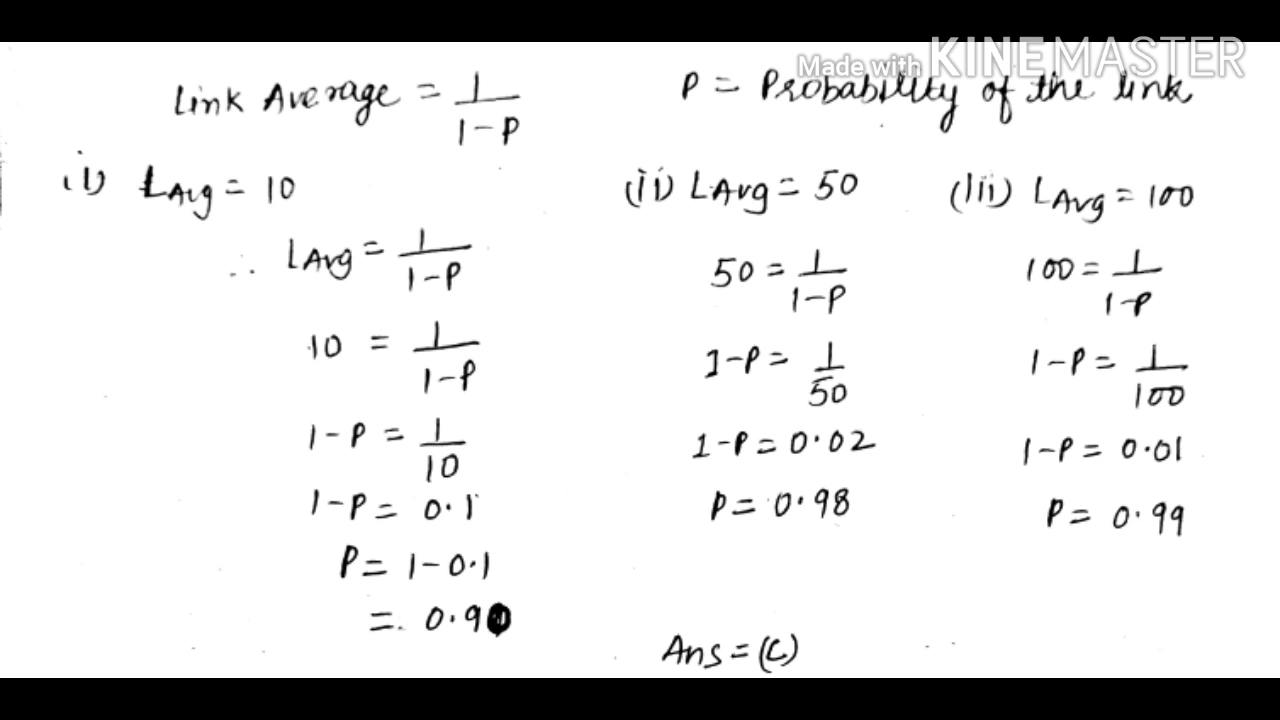 Made with KINEMASTER
Link Average = 1/(1-P)
P = Probability of the link
(i) LAvg = 10
∴ LAvg = 1/(1-P)
10 = 1/(1-P)
1-P = 1/10
1-P = 0.1
P = 1-0.1
= 0.90
(ii) LAvg = 50
50 = 1/(1-P)
1-P = 1/50
1-P = 0.02
P = 0.98
(iii) LAvg = 100
100 = 1/(1-P)
1-P = 1/100
1-P = 0.01
P = 0.99
Ans = (C)